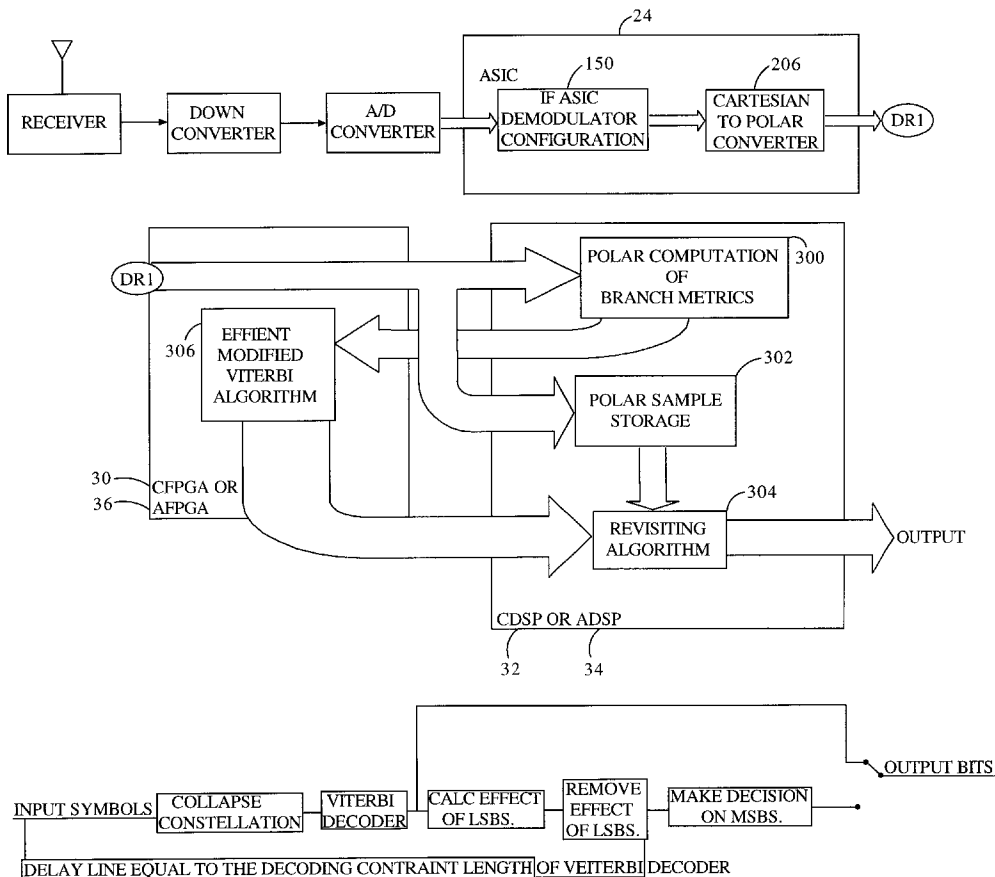 24
ASIC
150
206
RECEIVER
DOWN
CONVERTER
A/D
CONVERTER
IF ASIC
DEMODULATOR
CONFIGURATION
CARTESIAN
TO POLAR
CONVERTER
DR1
DR1
POLAR COMPUTATION
OF
BRANCH METRICS
300
306
EFFIENT
MODIFIED
VITERBI
ALGORITHM
302
POLAR SAMPLE
STORAGE
30
36
CFPGA OR
AFPGA
304
REVISITING
ALGORITHM
OUTPUT
CDSP OR ADSP
32
34
OUTPUT BITS
INPUT SYMBOLS
COLLAPSE
CONSTELLATION
VITERBI
DECODER
CALC EFFECT
OF LSBS.
REMOVE
EFFECT
OF LSBS.
MAKE DECISION
ON MSBS.
DELAY LINE EQUAL TO THE DECODING CONTRAINT LENGTH OF VEITERBI DECODER